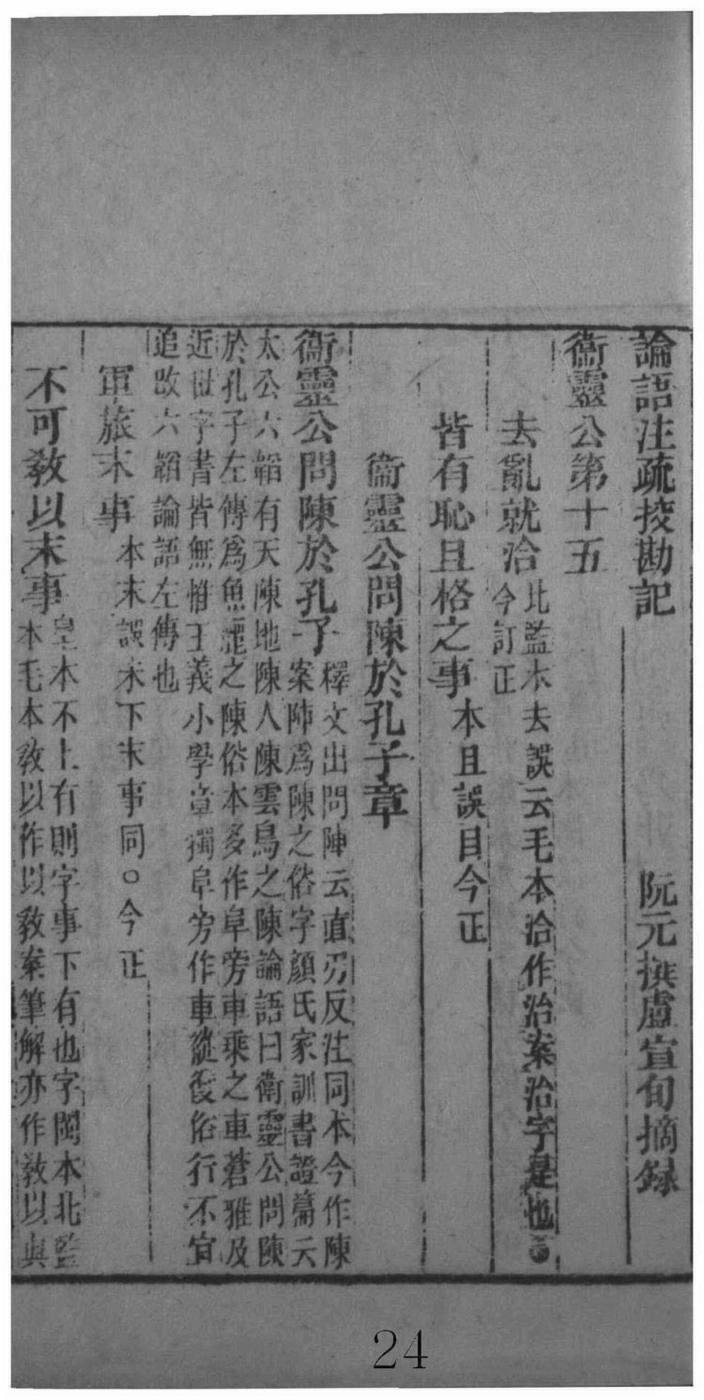 論語注疏挍勘記
阮元撰盧宣旬摘録
衞靈公第十五
去亂就洽
北監本去誤云毛本洽作治案治字是也
今訂正
皆有恥且格之事
本且誤目今正
衞靈公問陳於孔子章
衞靈公問陳於孔子
釋文出問陣云直刃反注同本今作陳
案陣爲陳之俗字顏氏家訓書證篇云
太公六韜有天陳地陳人陳雲鳥之陳論語曰衞靈公問陳
於孔子左傳爲魚麗之陳俗本多作阜旁車乘之車蒼雅及
近世字書皆無惟王義小學章獨阜旁作車縱復俗行不宜
追改六韜論語左傳也
軍旅末事
本末誤未下末事同○今正
不可教以末事
皇本不上有則字事下有也字閩本北監
本毛本教以作以教案筆解亦作教以與
24